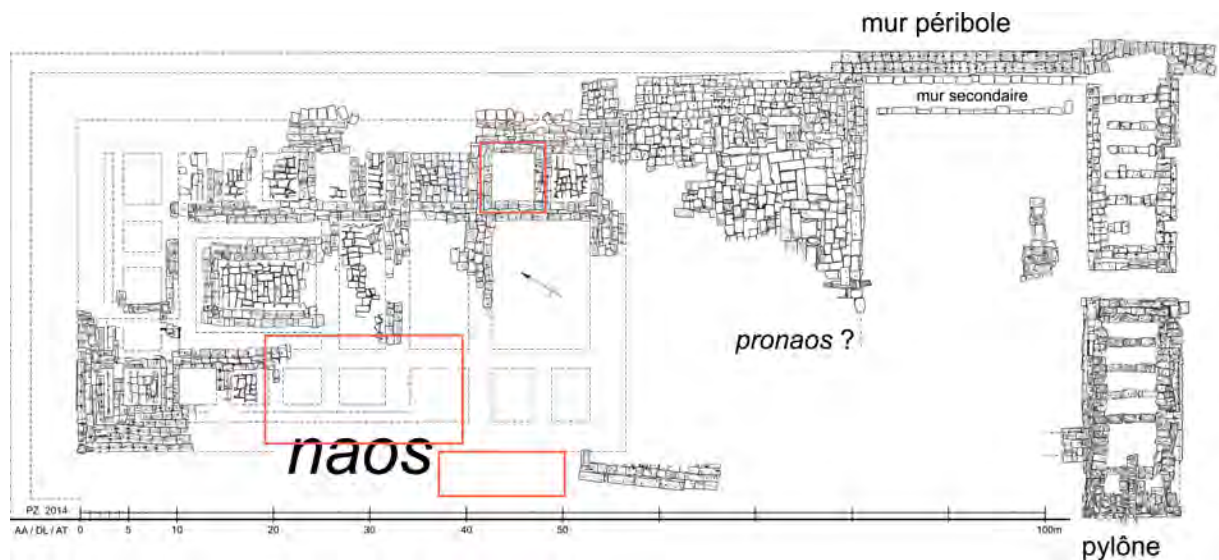 mur péribole
mur secondaire
pronaos ?
naos
PZ 2014
AA / DL / AT 0 5 10 20 30 40 50 100m
pylône